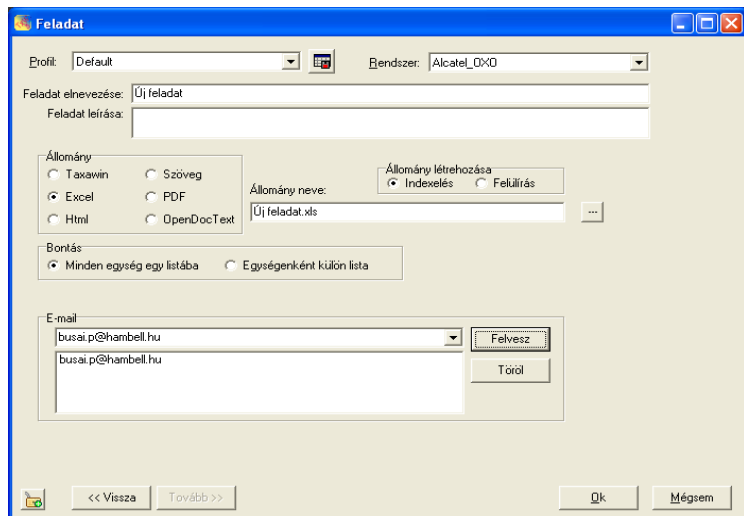 Feladat
Profil: Default Rendszer: Alcatel_OXO
Feladat elnevezése: Új feladat
Feladat leírása:
Állomány
Taxawin Szöveg
Excel PDF
Html OpenDocText
Állomány létrehozása
Indexelés Felülírás
Állomány neve:
Új feladat.xls ...
Bontás
Minden egység egy listába Egységenként külön lista
E-mail
busai.p@hambell.hu Felvesz
busai.p@hambell.hu
Töröl
<< Vissza Tovább >> Ok Mégsem